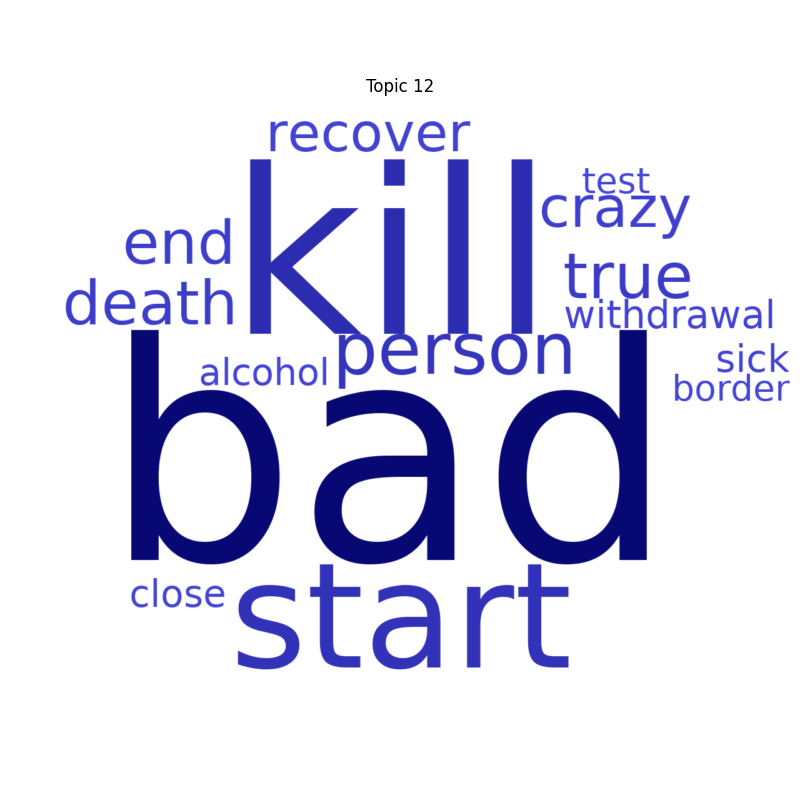 Topic 12
recover
kill
test
crazy
end
true
death
withdrawal
person
sick
alcohol
border
bad
close
start